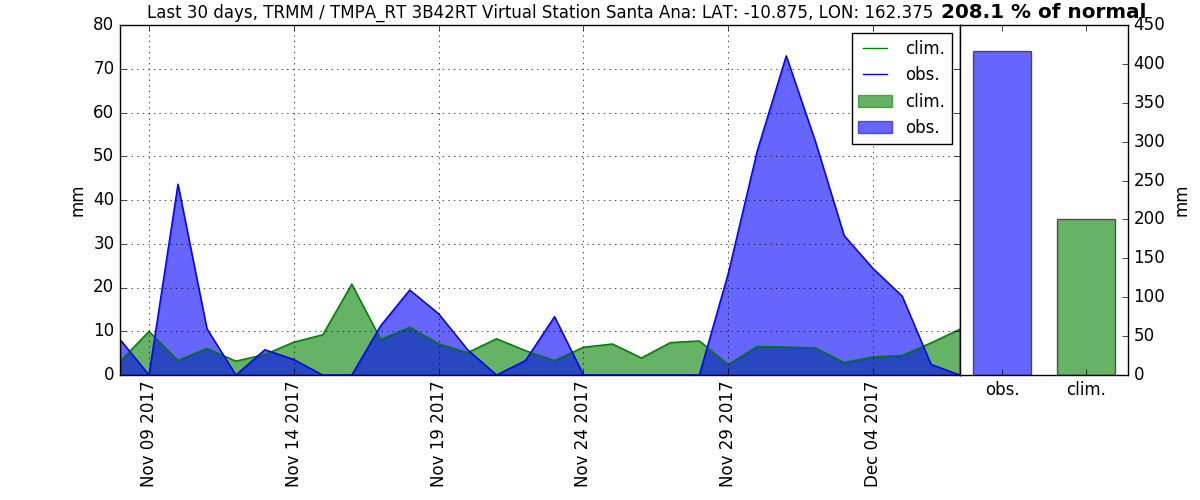 Last 30 days, TRMM / TMPA_RT 3B42RT Virtual Station Santa Ana: LAT: -10.875, LON: 162.375 208.1 % of normal
80
70
60
50
40
30
20
10
0
mm
clim.
obs.
clim.
obs.
450
400
350
300
250
200
150
100
50
0
mm
Nov 09 2017
Nov 14 2017
Nov 19 2017
Nov 24 2017
Nov 29 2017
Dec 04 2017
obs. clim.